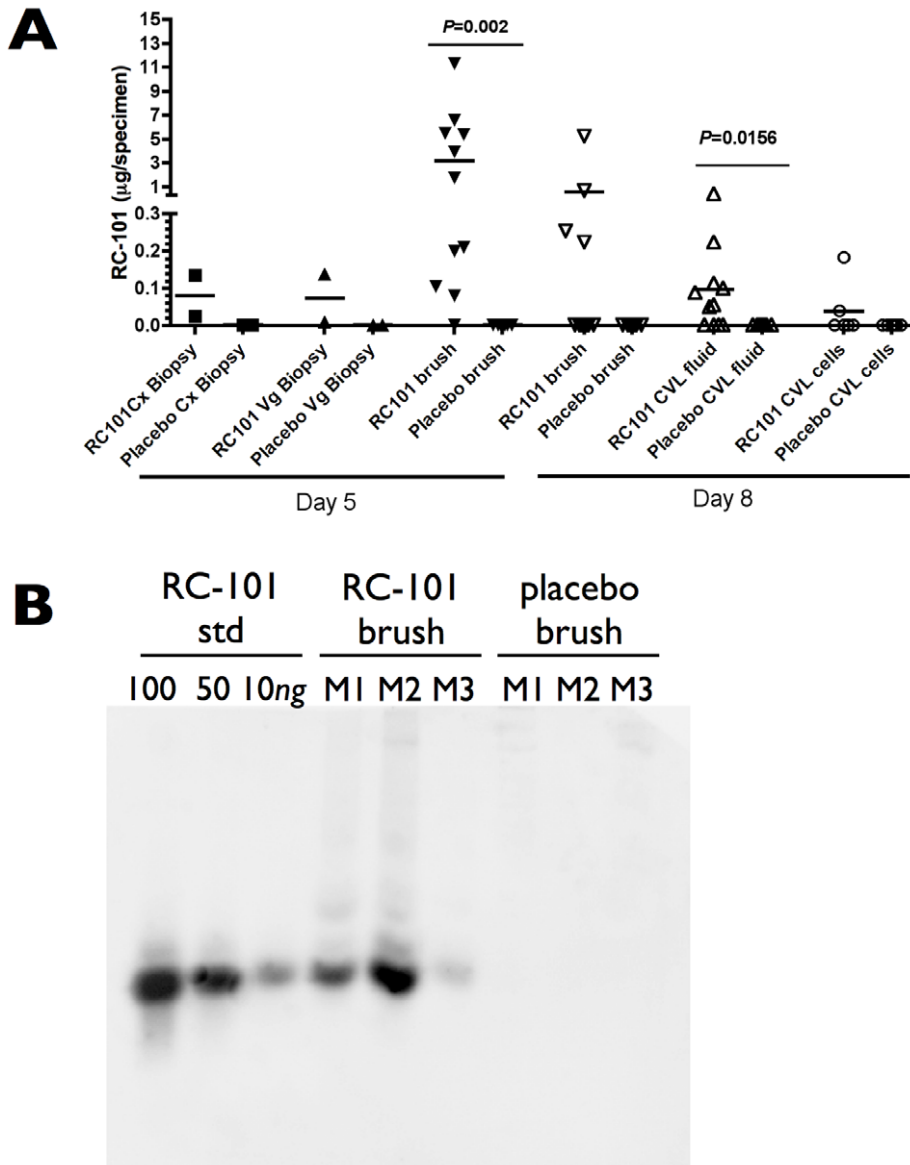 A
RC-101 (µg/specimen)
15
13
11
9
7
5
3
1
0.3
0.2
0.1
0.0
P=0.002
P=0.0156
RC101Cx Biopsy
Placebo Cx Biopsy
RC101 Vg Biopsy
Placebo Vg Biopsy
RC101 brush
Placebo brush
RC101 brush
Placebo brush
RC101 CVL fluid
Placebo CVL fluid
RC101 CVL cells
Placebo CVL cells
Day 5
Day 8
B
RC-101 std
RC-101 brush
placebo brush
100 50 10ng M1 M2 M3 M1 M2 M3